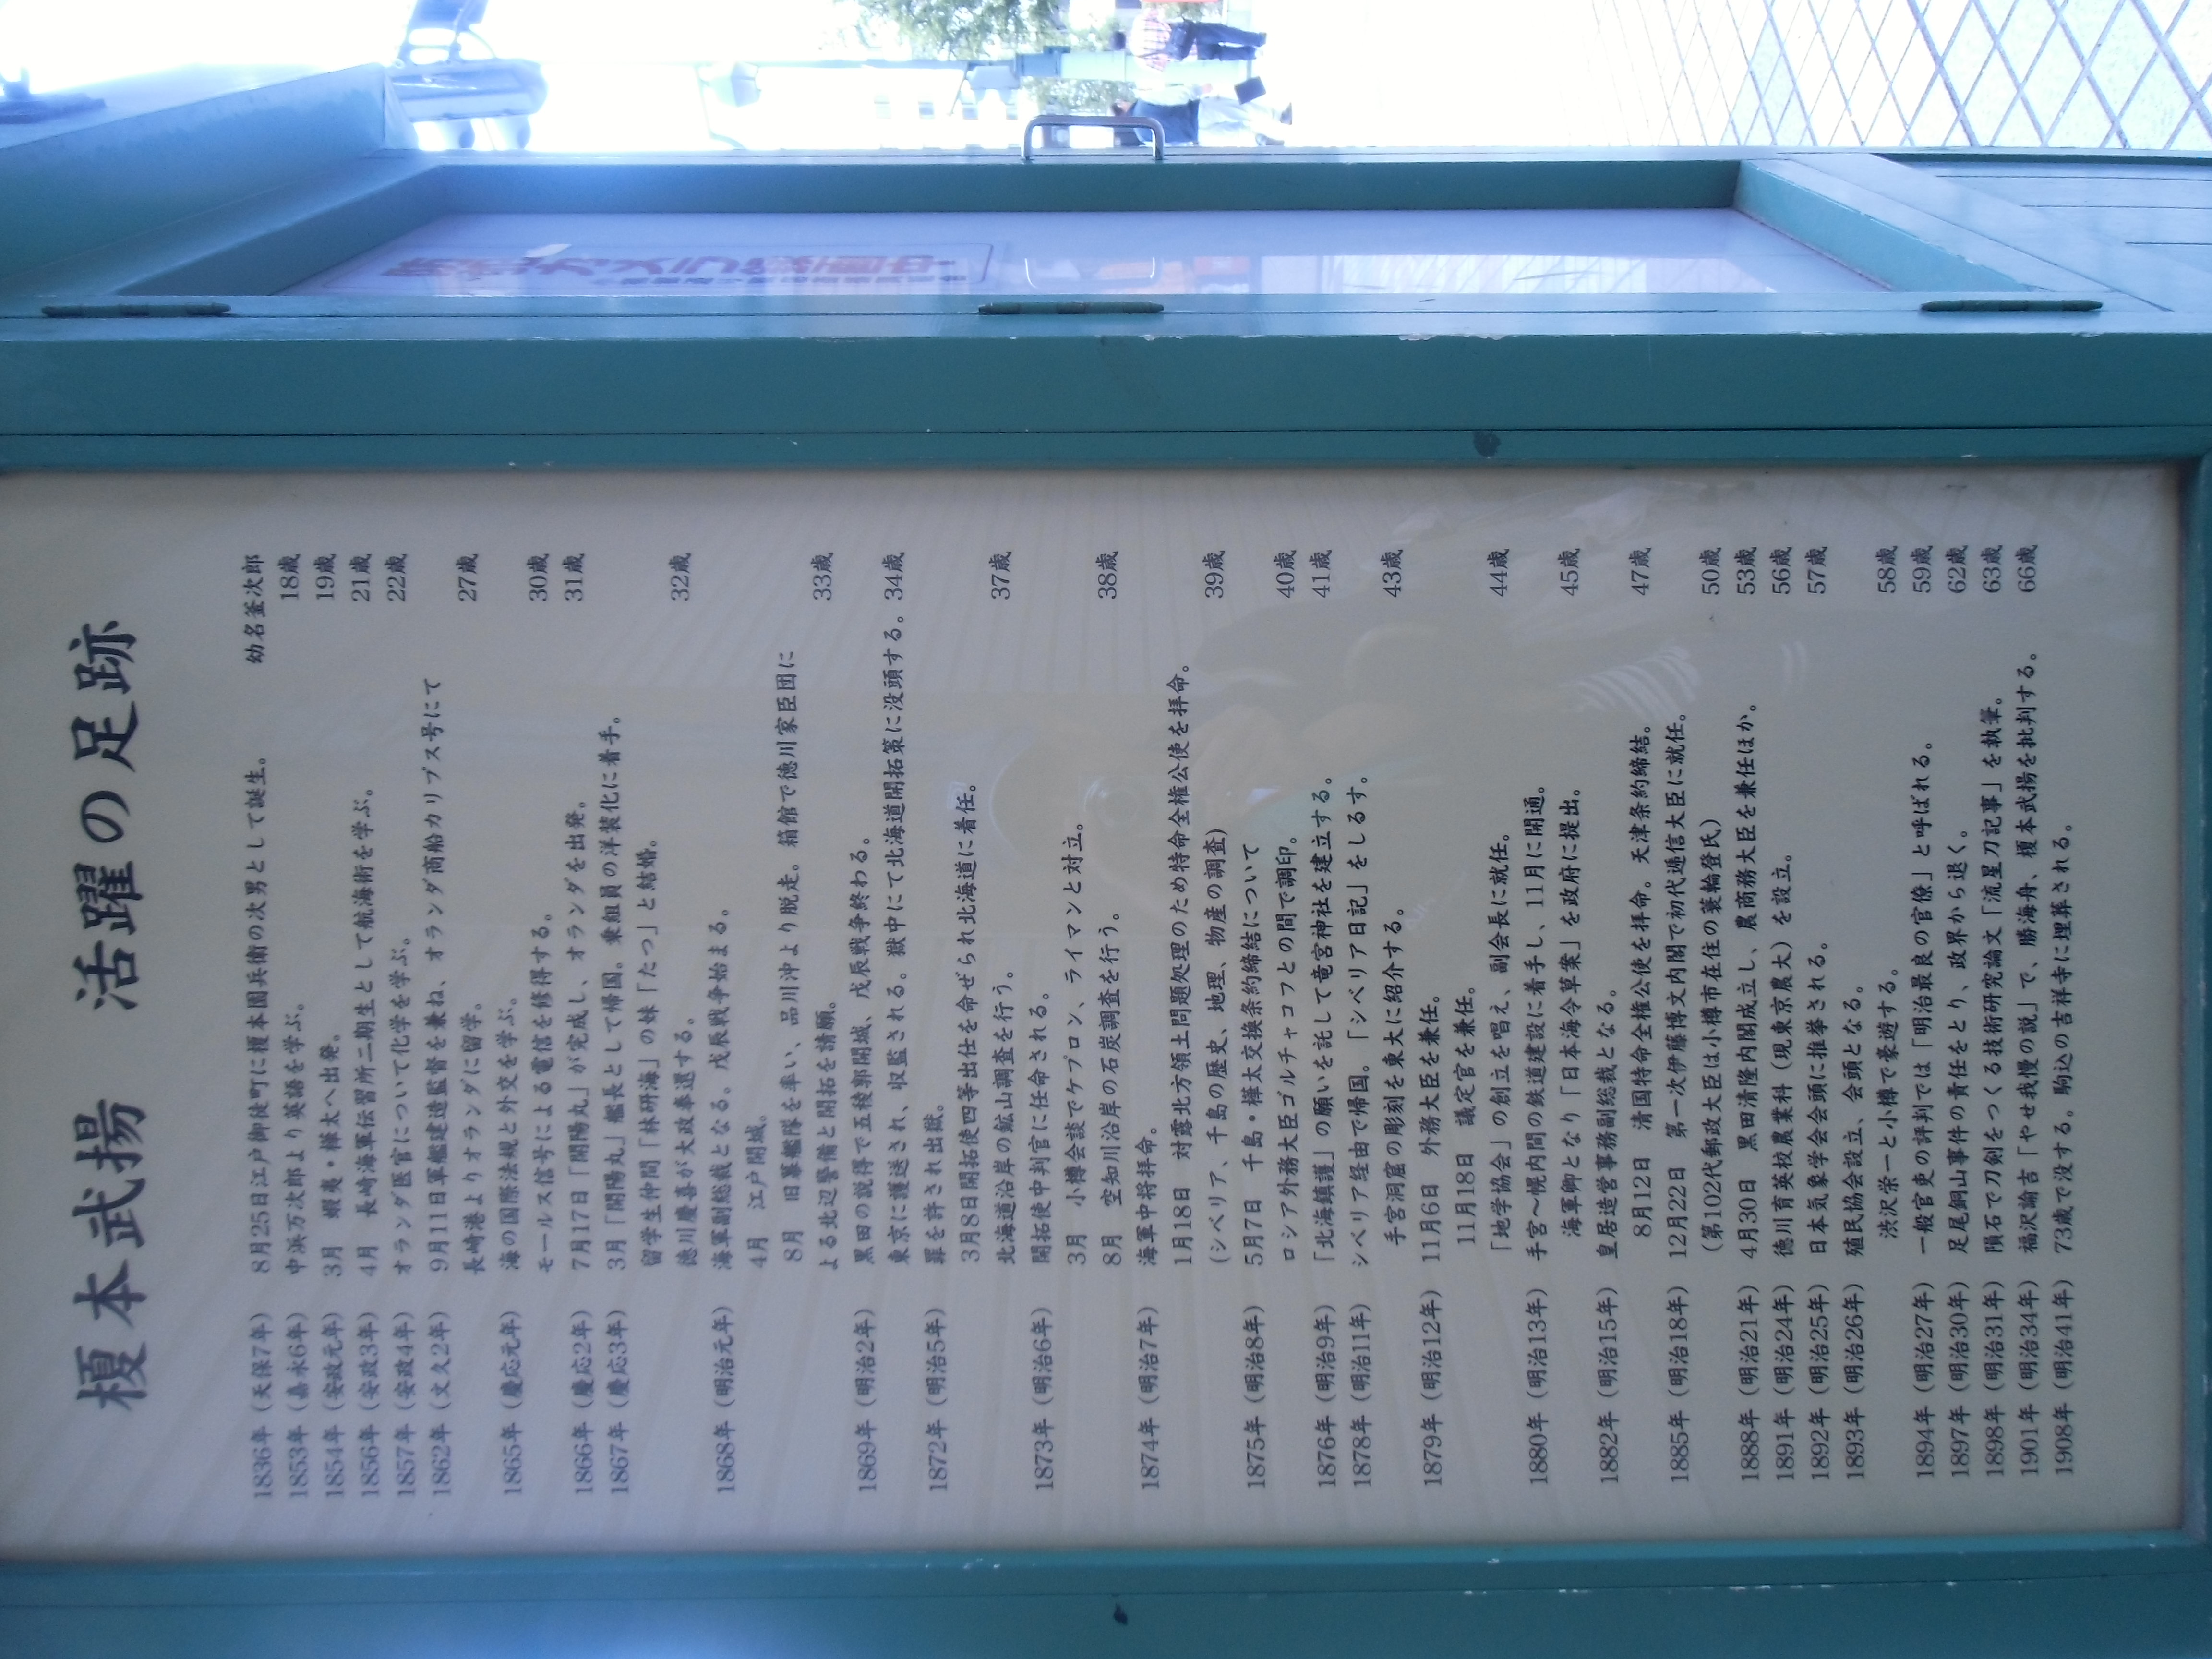 榎本武揚　活躍の足跡
1836年（天保7年） 8月25日江戸御徒町に榎本圓兵衛の次男として誕生。 幼名釜次郎
1853年（嘉永6年） 中浜万次郎より英語を学ぶ。 18歳
1854年（安政元年） 3月　蝦夷・樺太へ出発。 19歳
1856年（安政3年） 4月　長崎海軍伝習所二期生として航海術を学ぶ。 21歳
1857年（安政4年） オランダ医官について化学を学ぶ。 22歳
1862年（文久2年） 9月11日軍艦建造監督を兼ね、オランダ商船カリプス号にて
長崎港よりオランダに留学。 27歳
1865年（慶応元年） 海の国際法規と外交を学ぶ。
モールス信号による電信を修得する。 30歳
1866年（慶応2年） 7月17日「開陽丸」が完成し、オランダを出発。 31歳
1867年（慶応3年） 3月「開陽丸」艦長として帰国。乗組員の洋装化に着手。
留学生仲間「林研海」の妹「たつ」と結婚。
徳川慶喜が大政奉還する。 32歳
1868年（明治元年） 海軍副総裁となる。戊辰戦争始まる。
4月　江戸開城。
8月　旧幕艦隊を率い、品川沖より脱走。箱館で徳川家臣団に
よる北辺警備と開拓を請願。 33歳
1869年（明治2年） 黒田の説得で五稜郭開城、戊辰戦争終わる。
東京に護送され、収監される。獄中にて北海道開拓策に没頭する。 34歳
1872年（明治5年） 罪を許され出獄。
3月8日開拓使四等出仕を命ぜられ北海道に着任。
北海道沿岸の鉱山調査を行う。 37歳
1873年（明治6年） 開拓使中判官に任命される。
3月　小樽会談でケプロン、ライマンと対立。
8月　空知川沿岸の石炭調査を行う。 38歳
1874年（明治7年） 海軍中将拝命。
1月18日　対露北方領土問題処理のため特命全権公使を拝命。
（シベリア、千島の歴史、地理、物産の調査） 39歳
1875年（明治8年） 5月7日　千島・樺太交換条約締結について
ロシア外務大臣ゴルチャコフとの間で調印。 40歳
1876年（明治9年） 「北海鎮護」の願いを託して竜宮神社を建立する。 41歳
1878年（明治11年） シベリア経由で帰国。「シベリア日記」をしるす。
手宮洞窟の彫刻を東大に紹介する。 43歳
1879年（明治12年） 11月6日　外務大臣を兼任。
11月18日　議定官を兼任。
「地学協会」の創立を唱え、副会長に就任。 44歳
1880年（明治13年） 手宮～幌内間の鉄道建設に着手し、11月に開通。
海軍卿となり「日本海令草案」を政府に提出。 45歳
1882年（明治15年） 皇居造営事務副総裁となる。
8月12日　清国特命全権公使を拝命。天津条約締結。 47歳
1885年（明治18年） 12月22日　第一次伊藤博文内閣で初代逓信大臣に就任。
（第102代郵政大臣は小樽市在住の蓑輪登氏） 50歳
1888年（明治21年） 4月30日　黒田清隆内閣成立し、農商務大臣を兼任ほか。 53歳
1891年（明治24年） 徳川育英校農業科（現東京農大）を設立。 56歳
1892年（明治25年） 日本気象学会会頭に推挙される。 57歳
1893年（明治26年） 殖民協会設立、会頭となる。
渋沢栄一と小樽で豪遊する。 58歳
1894年（明治27年） 一般官吏の評判では「明治最良の官僚」と呼ばれる。 59歳
1897年（明治30年） 足尾銅山事件の責任をとり、政界から退く。 62歳
1898年（明治31年） 隕石で刀剣をつくる技術研究論文「流星刀記事」を執筆。 63歳
1901年（明治34年） 福沢諭吉「やせ我慢の説」で、勝海舟、榎本武揚を批判する。 66歳
1908年（明治41年） 73歳で没する。駒込の吉祥寺に埋葬される。